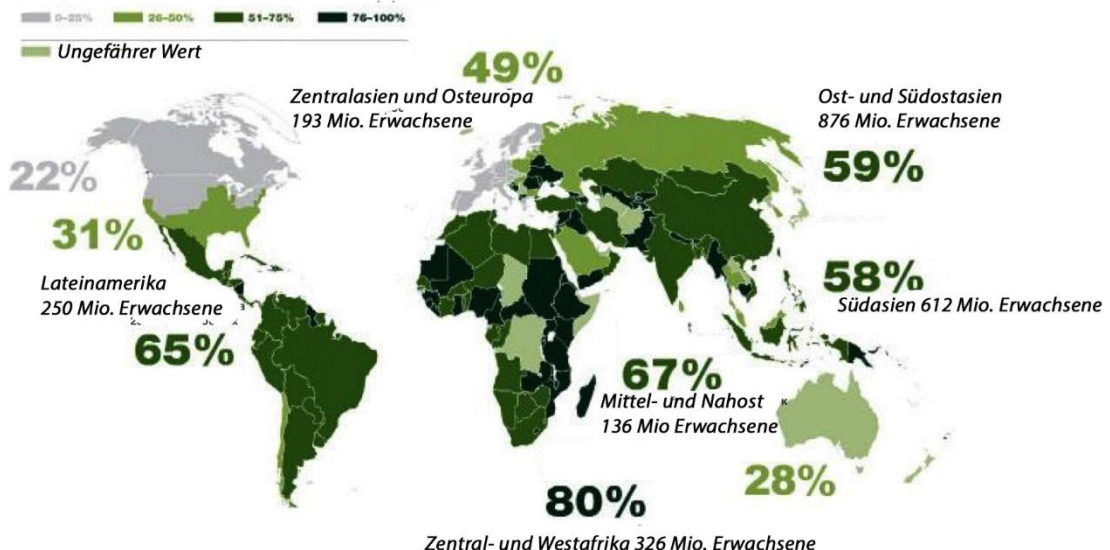 0–25% 26–50% 51–75% 76–100%
Ungefährer Wert
49%
Zentralasien und Osteuropa
193 Mio. Erwachsene
Ost- und Südostasien
876 Mio. Erwachsene
59%
22%
31%
Lateinamerika
250 Mio. Erwachsene
65%
58%
Südasien 612 Mio. Erwachsene
67%
Mittel- und Nahost
136 Mio Erwachsene
K
28%
80%
Zentral- und Westafrika 326 Mio. Erwachsene